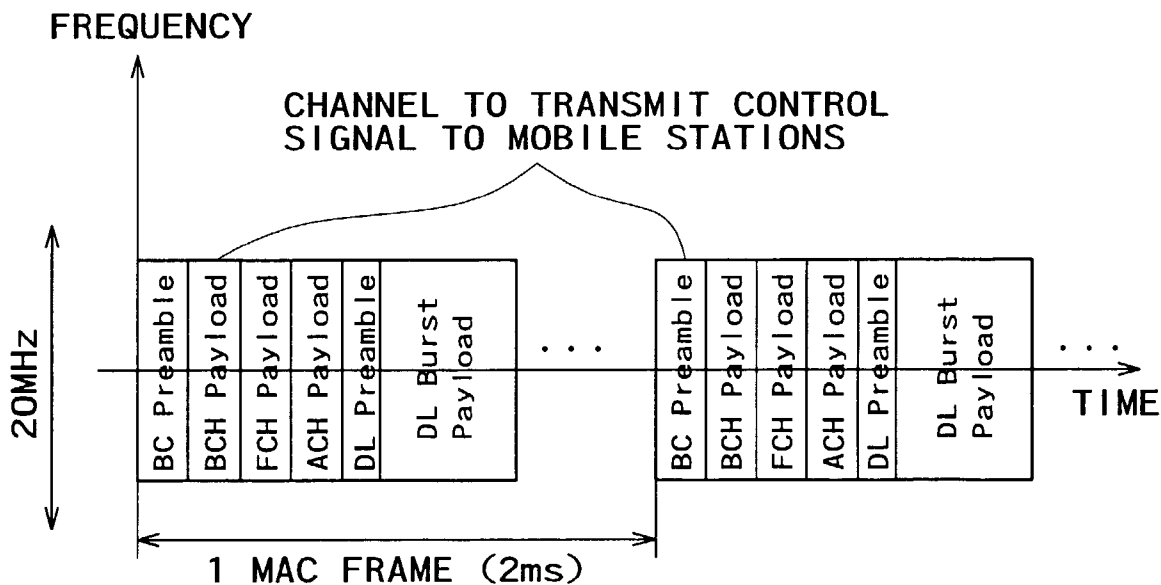 FREQUENCY
CHANNEL TO TRANSMIT CONTROL
SIGNAL TO MOBILE STATIONS
20MHz
BC Preamble
BCH Payload
FCH Payload
ACH Payload
DL Preamble
DL Burst
Payload
· · ·
BC Preamble
BCH Payload
FCH Payload
ACH Payload
DL Preamble
DL Burst
Payload
· · ·
TIME
1 MAC FRAME (2ms)